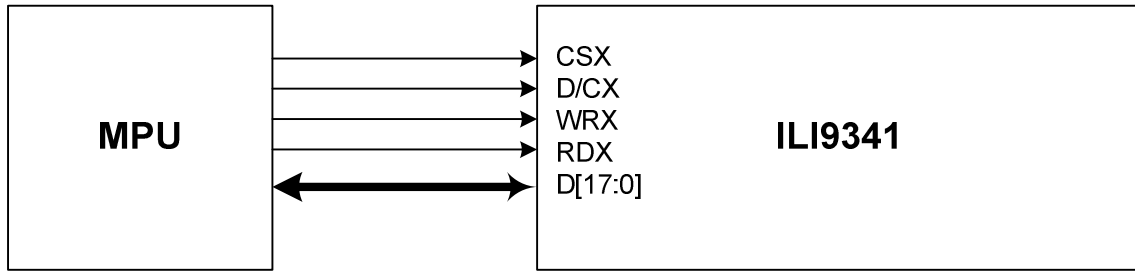 MPU
CSX
D/CX
WRX
RDX
D[17:0]
ILI9341